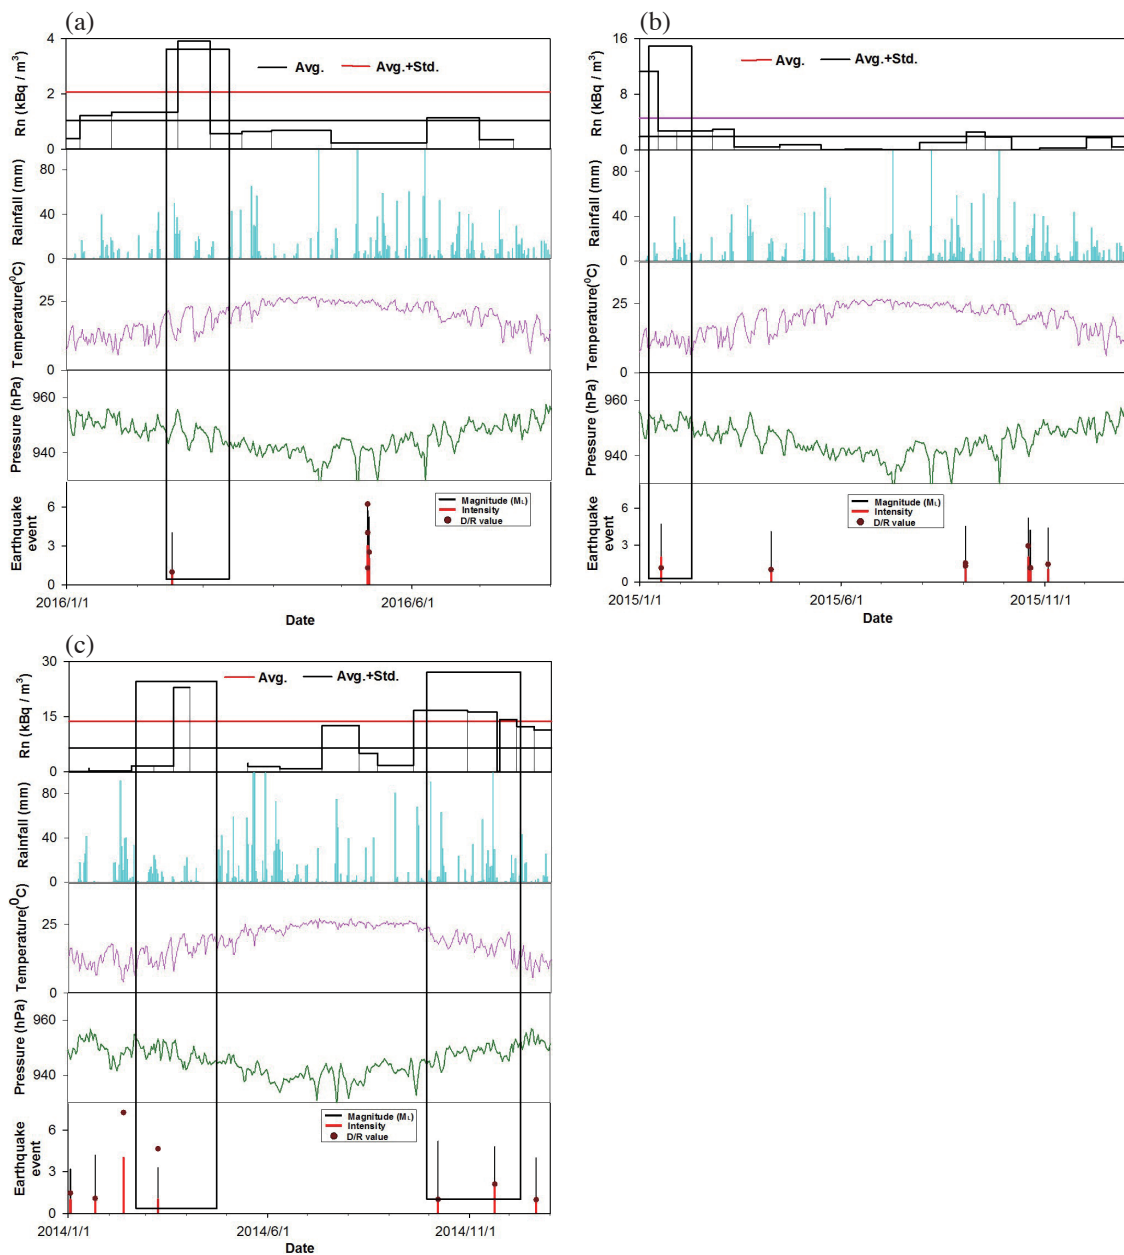 (a)
4
2
0
Rn (kBq / m³)
Avg.
Avg.+Std.
80
40
0
Rainfall (mm)
25
0
Temperature(⁰C)
960
940
Pressure (hPa)
6
3
0
Earthquake
event
Magnitude (ML)
Intensity
D/R value
2016/1/1
2016/6/1
Date
(b)
16
8
0
Rn (kBq / m³)
Avg.
Avg.+Std.
80
40
0
Rainfall (mm)
25
0
Temperature(⁰C)
960
940
Pressure (hPa)
6
3
0
Earthquake
event
Magnitude (ML)
Intensity
D/R value
2015/1/1
2015/6/1
2015/11/1
Date
(c)
30
15
0
Rn (kBq / m³)
Avg.
Avg.+Std.
80
40
0
Rainfall (mm)
25
0
Temperature(⁰C)
960
940
Pressure (hPa)
6
3
0
Earthquake
event
Magnitude (ML)
Intensity
D/R value
2014/1/1
2014/6/1
2014/11/1
Date